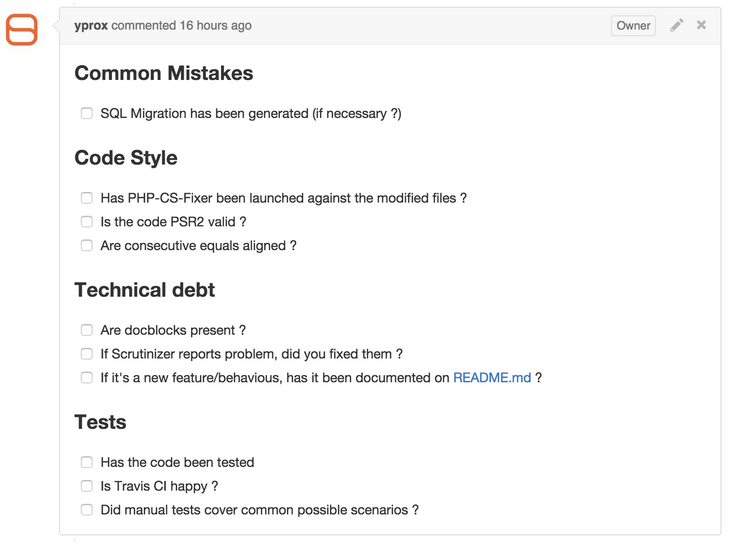 yprox commented 16 hours ago Owner
Common Mistakes
SQL Migration has been generated (if necessary ?)
Code Style
Has PHP-CS-Fixer been launched against the modified files ?
Is the code PSR2 valid ?
Are consecutive equals aligned ?
Technical debt
Are docblocks present ?
If Scrutinizer reports problem, did you fixed them ?
If it's a new feature/behavious, has it been documented on README.md ?
Tests
Has the code been tested
Is Travis CI happy ?
Did manual tests cover common possible scenarios ?